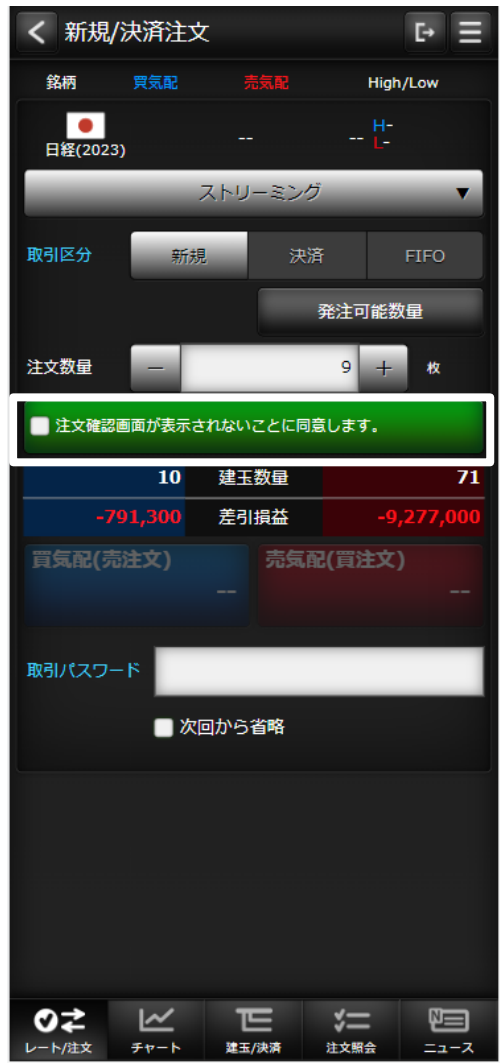 新規/決済注文
銘柄 買気配 売気配 High/Low
日経(2023) -- -- H-
L-
ストリーミング ▼
取引区分 新規 決済 FIFO
発注可能数量
注文数量 － 9 ＋ 枚
注文確認画面が表示されないことに同意します。
10 建玉数量 71
-791,300 差引損益 -9,277,000
買気配(売注文) 売気配(買注文)
-- --
取引パスワード
次回から省略
レート/注文 チャート 建玉/決済 注文照会 ニュース